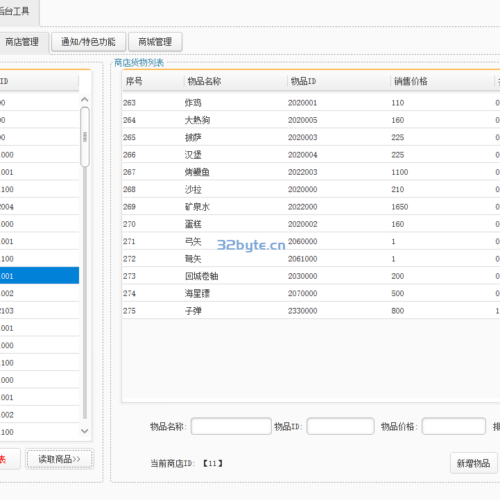 后台工具
商店管理 通知/特色功能 商城管理
商店货物列表
ID
序号 物品名称 物品ID 销售价格
263 炸鸡 2020001 110 0
264 大热狗 2020005 160 0
265 披萨 2020003 225 0
266 汉堡 2020004 225 0
267 烤鳗鱼 2022003 1100 0
268 沙拉 2020000 210 0
269 矿泉水 2022000 1650 0
270 蛋糕 2020002 160 0
271 弓矢 2060000 1 0
272 弩矢 2061000 1 0
273 回城卷轴 2030000 200 0
274 海星镖 2070000 500 0
275 子弹 2330000 800 1
00
00
00
000
001
100
2004
000
001
100
001
002
2103
001
000
100
000
001
002
100
32byte.cn
物品名称: 物品ID: 物品价格: 排
表 读取商品>>
当前商店ID: 【11】
新增物品